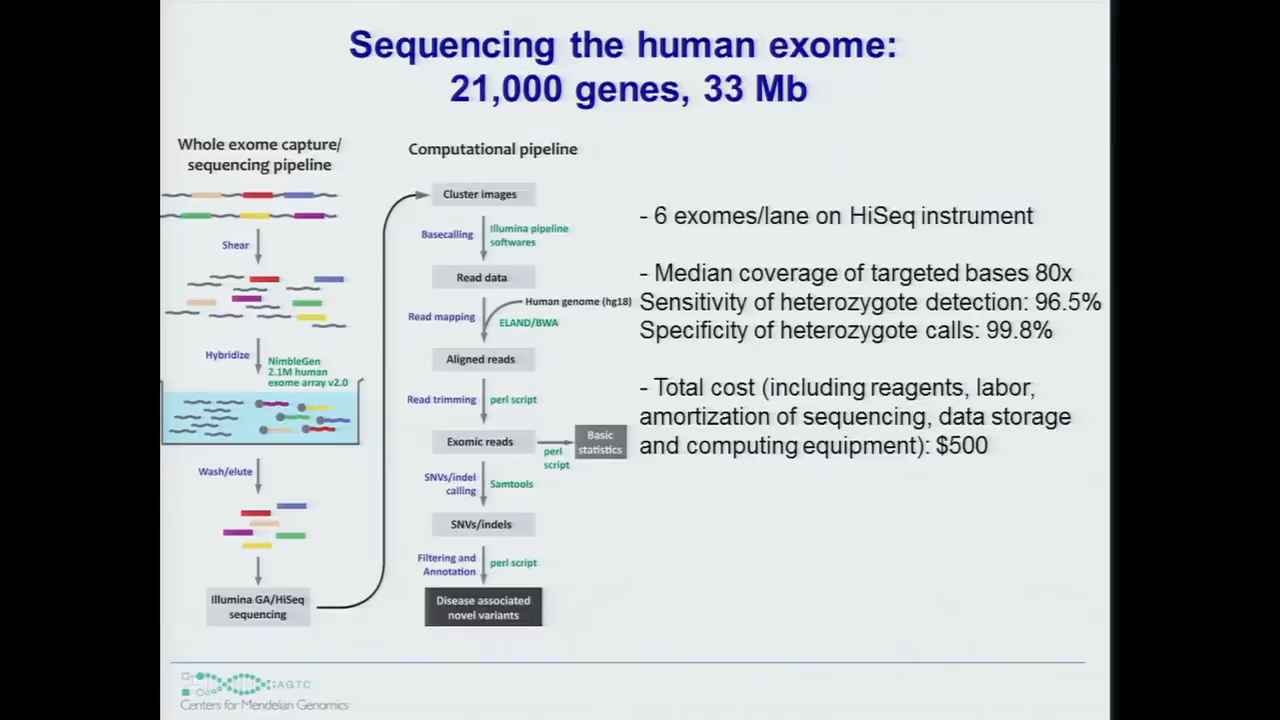 Sequencing the human exome:
21,000 genes, 33 Mb
Whole exome capture/
sequencing pipeline
Shear
Hybridize
NimbleGen
2.1M human
exome array v2.0
Wash/elute
Illumina GA/HiSeq
sequencing
Computational pipeline
Cluster images
Basecalling
Illumina pipeline
softwares
Read data
Human genome (hg18)
Read mapping
ELAND/BWA
Aligned reads
Read trimming
perl script
Exomic reads
perl
script
Basic
statistics
SNVs/indel
calling
Samtools
SNVs/indels
Filtering and
Annotation
perl script
Disease associated
novel variants
- 6 exomes/lane on HiSeq instrument
- Median coverage of targeted bases 80x
Sensitivity of heterozygote detection: 96.5%
Specificity of heterozygote calls: 99.8%
- Total cost (including reagents, labor,
amortization of sequencing, data storage
and computing equipment): $500
AGTC
Centers for Mendelian Genomics